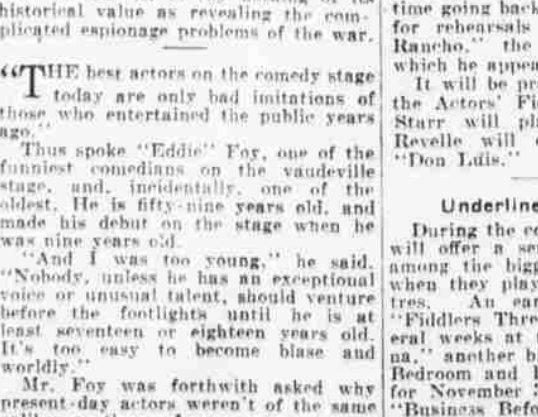 historical value as revealing the com-
plicated espionage problems of the war.
"THE best actors on the comedy stage
today are only bad imitations of
those who entertained the public years
ago."
Thus spoke "Eddie" Foy, one of the
funniest comedians on the vaudeville
stage, and, incidentally, one of the
oldest. He is fifty-nine years old, and
made his debut on the stage when he
was nine years old.
"And I was too young," he said.
"Nobody, unless he has an exceptional
voice or unusual talent, should venture
before the footlights until he is at
least seventeen or eighteen years old.
It's too easy to become blase and
worldly."
Mr. Foy was forthwith asked why
present-day actors weren't of the same
time going back
for rehearsals
Rancho," the
which he appea
It will be pr
the Actors' Fi
Starr will pl
Revelle will
"Don Luis."
Underline
During the c
will offer a se
among the bigg
when they play
tres. An ear
"Fiddlers Thre
eral weeks at
na," another b
Bedroom and
for November
"Business Befo